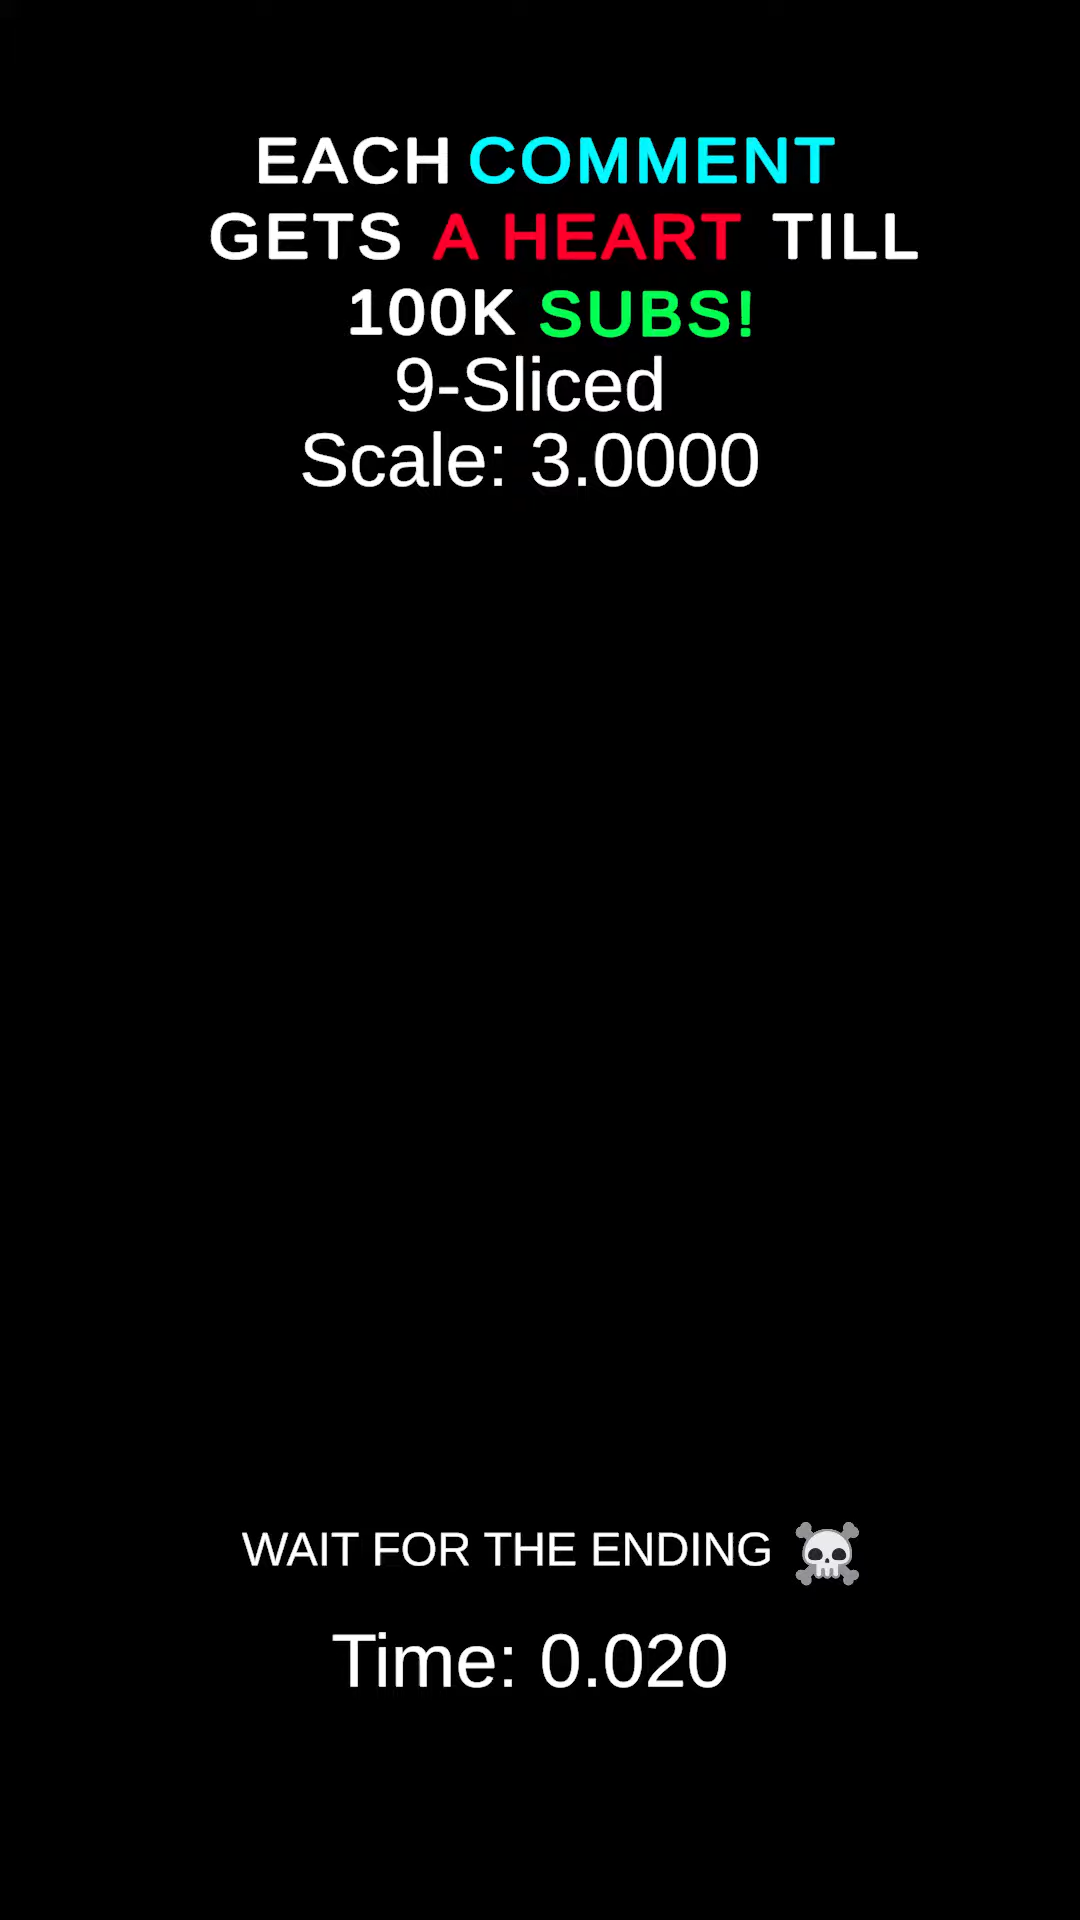 EACH COMMENT
GETS A HEART TILL
100K SUBS!
9-Sliced
Scale: 3.0000
WAIT FOR THE ENDING ☠️
Time: 0.020